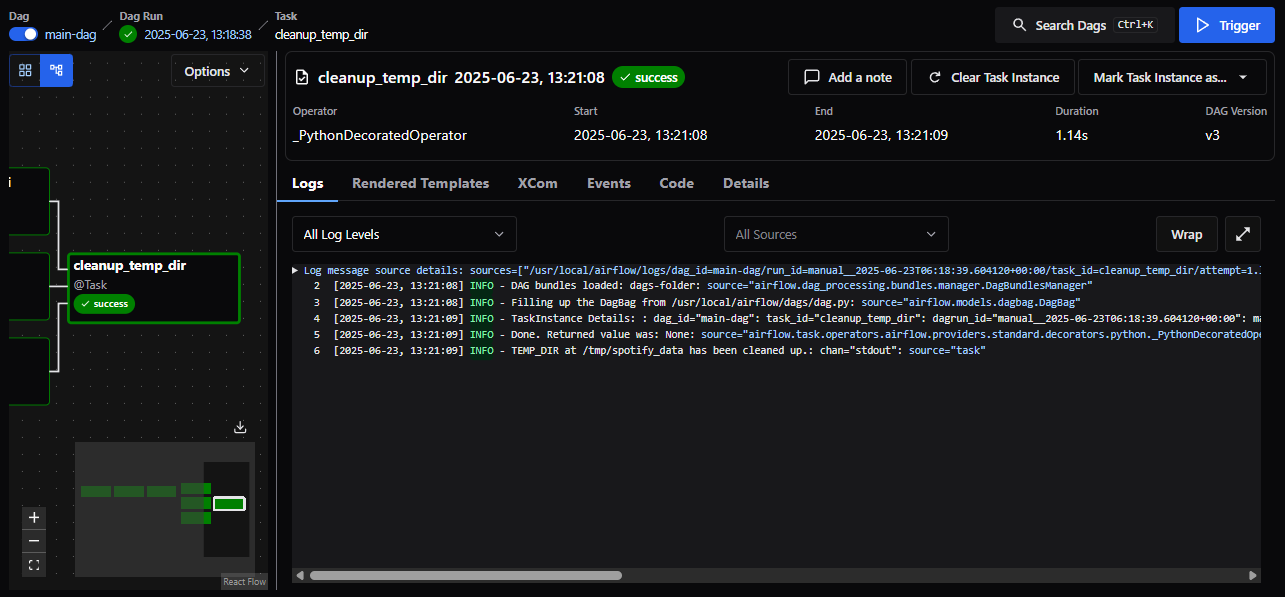 Dag
main-dag
Dag Run
2025-06-23, 13:18:38
Task
cleanup_temp_dir
Search Dags Ctrl+K
Trigger
Options
i
cleanup_temp_dir
@Task
success
React Flow
cleanup_temp_dir 2025-06-23, 13:21:08 success
Add a note
Clear Task Instance
Mark Task Instance as...
Operator
_PythonDecoratedOperator
Start
2025-06-23, 13:21:08
End
2025-06-23, 13:21:09
Duration
1.14s
DAG Version
v3
Logs Rendered Templates XCom Events Code Details
All Log Levels
All Sources
Wrap
Log message source details: sources=["/usr/local/airflow/logs/dag_id=main-dag/run_id=manual__2025-06-23T06:18:39.604120+00:00/task_id=cleanup_temp_dir/attempt=1.
2 [2025-06-23, 13:21:08] INFO - DAG bundles loaded: dags-folder: source="airflow.dag_processing.bundles.manager.DagBundlesManager"
3 [2025-06-23, 13:21:08] INFO - Filling up the DagBag from /usr/local/airflow/dags/dag.py: source="airflow.models.dagbag.DagBag"
4 [2025-06-23, 13:21:09] INFO - TaskInstance Details: : dag_id="main-dag": task_id="cleanup_temp_dir": dagrun_id="manual__2025-06-23T06:18:39.604120+00:00": ma
5 [2025-06-23, 13:21:09] INFO - Done. Returned value was: None: source="airflow.task.operators.airflow.providers.standard.decorators.python._PythonDecoratedOpe
6 [2025-06-23, 13:21:09] INFO - TEMP_DIR at /tmp/spotify_data has been cleaned up.: chan="stdout": source="task"